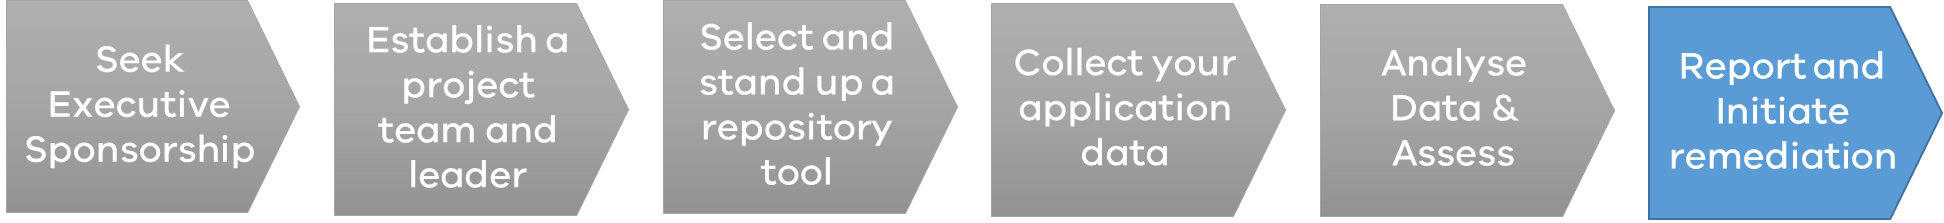 Seek
Executive
Sponsorship
Establish a
project
team and
leader
Select and
stand up a
repository
tool
Collect your
application
data
Analyse
Data &
Assess
Report and
Initiate
remediation